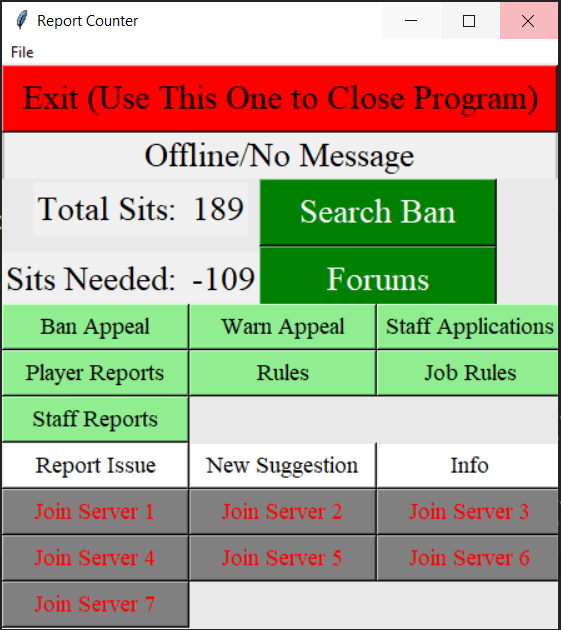 Report Counter
File
Exit (Use This One to Close Program)
Offline/No Message
Total Sits: 189
Search Ban
Sits Needed: -109
Forums
Ban Appeal Warn Appeal Staff Applications
Player Reports Rules Job Rules
Staff Reports
Report Issue New Suggestion Info
Join Server 1 Join Server 2 Join Server 3
Join Server 4 Join Server 5 Join Server 6
Join Server 7